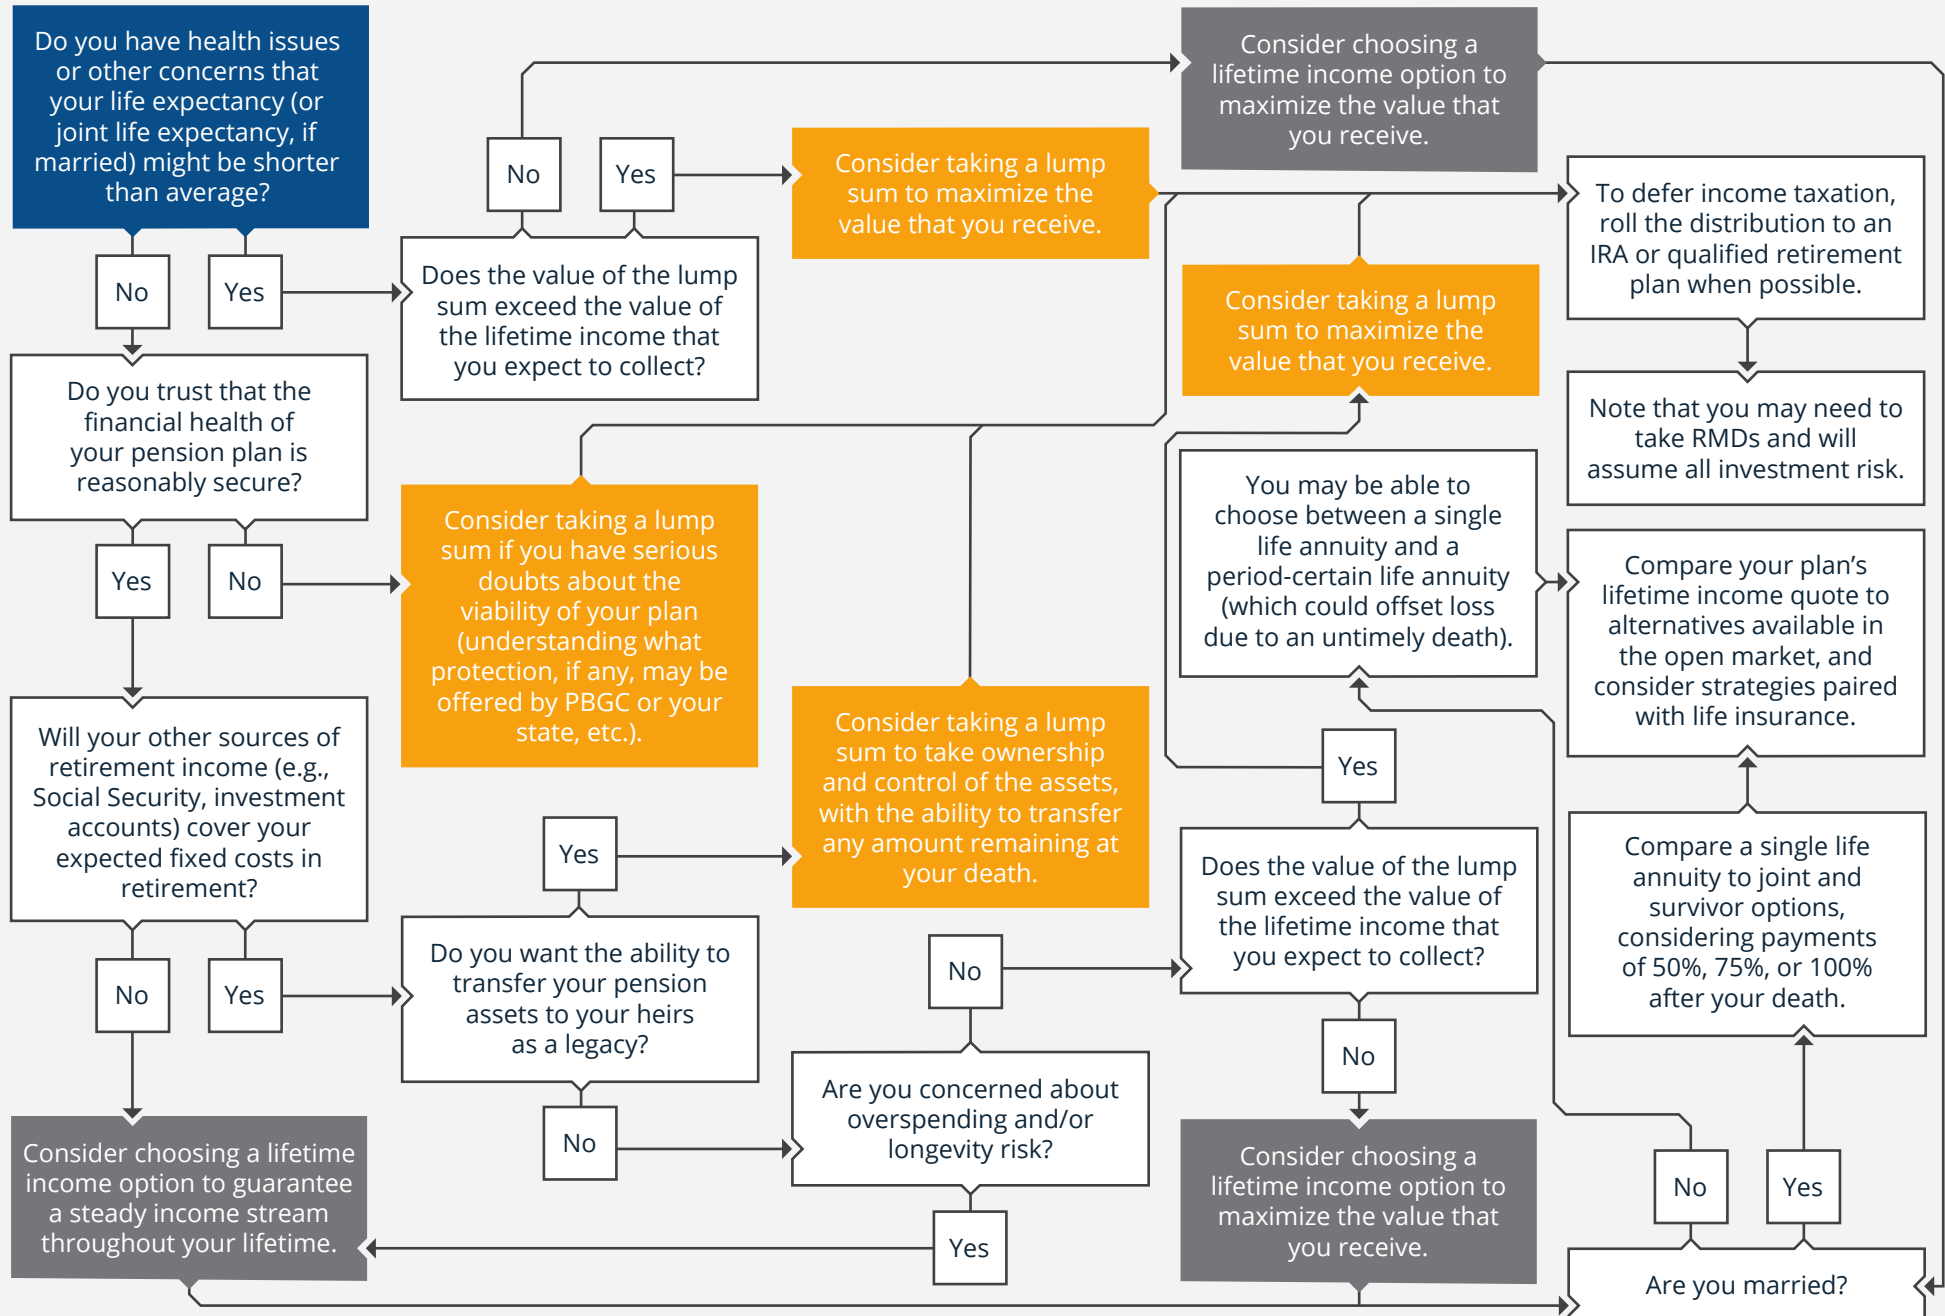 Do you have health issues
or other concerns that
your life expectancy (or
joint life expectancy, if
married) might be shorter
than average?
No
Yes
Does the value of the lump
sum exceed the value of
the lifetime income that
you expect to collect?
No
Yes
Consider taking a lump
sum to maximize the
value that you receive.
Consider choosing a
lifetime income option to
maximize the value that
you receive.
To defer income taxation,
roll the distribution to an
IRA or qualified retirement
plan when possible.
Note that you may need to
take RMDs and will
assume all investment risk.
Do you trust that the
financial health of
your pension plan is
reasonably secure?
Yes
No
Consider taking a lump
sum if you have serious
doubts about the
viability of your plan
(understanding what
protection, if any, may be
offered by PBGC or your
state, etc.).
Will your other sources of
retirement income (e.g.,
Social Security, investment
accounts) cover your
expected fixed costs in
retirement?
No
Yes
Do you want the ability to
transfer your pension
assets to your heirs
as a legacy?
Yes
Consider taking a lump
sum to take ownership
and control of the assets,
with the ability to transfer
any amount remaining at
your death.
No
Are you concerned about
overspending and/or
longevity risk?
No
Yes
Consider choosing a lifetime
income option to guarantee
a steady income stream
throughout your lifetime.
Does the value of the lump
sum exceed the value of
the lifetime income that
you expect to collect?
Yes
Consider taking a lump
sum to maximize the
value that you receive.
No
Consider choosing a
lifetime income option to
maximize the value that
you receive.
Are you married?
No
Yes
You may be able to
choose between a single
life annuity and a
period-certain life annuity
(which could offset loss
due to an untimely death).
Compare a single life
annuity to joint and
survivor options,
considering payments
of 50%, 75%, or 100%
after your death.
Compare your plan’s
lifetime income quote to
alternatives available in
the open market, and
consider strategies paired
with life insurance.